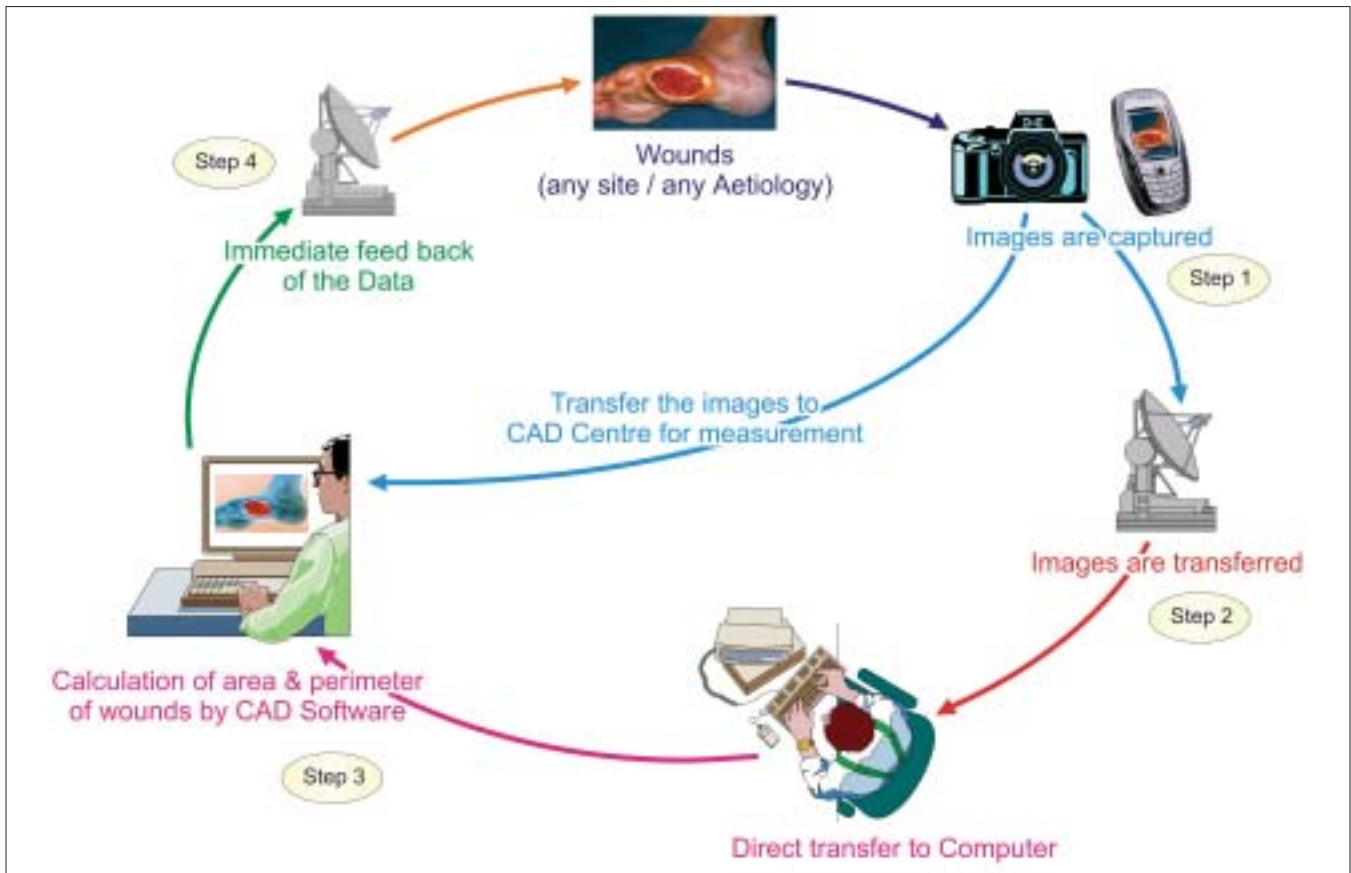 Wounds
(any site / any Aetiology)
Images are captured
Step 1
Images are transferred
Step 2
Direct transfer to Computer
Transfer the images to
CAD Centre for measurement
Calculation of area & perimeter
of wounds by CAD Software
Step 3
Immediate feed back
of the Data
Step 4